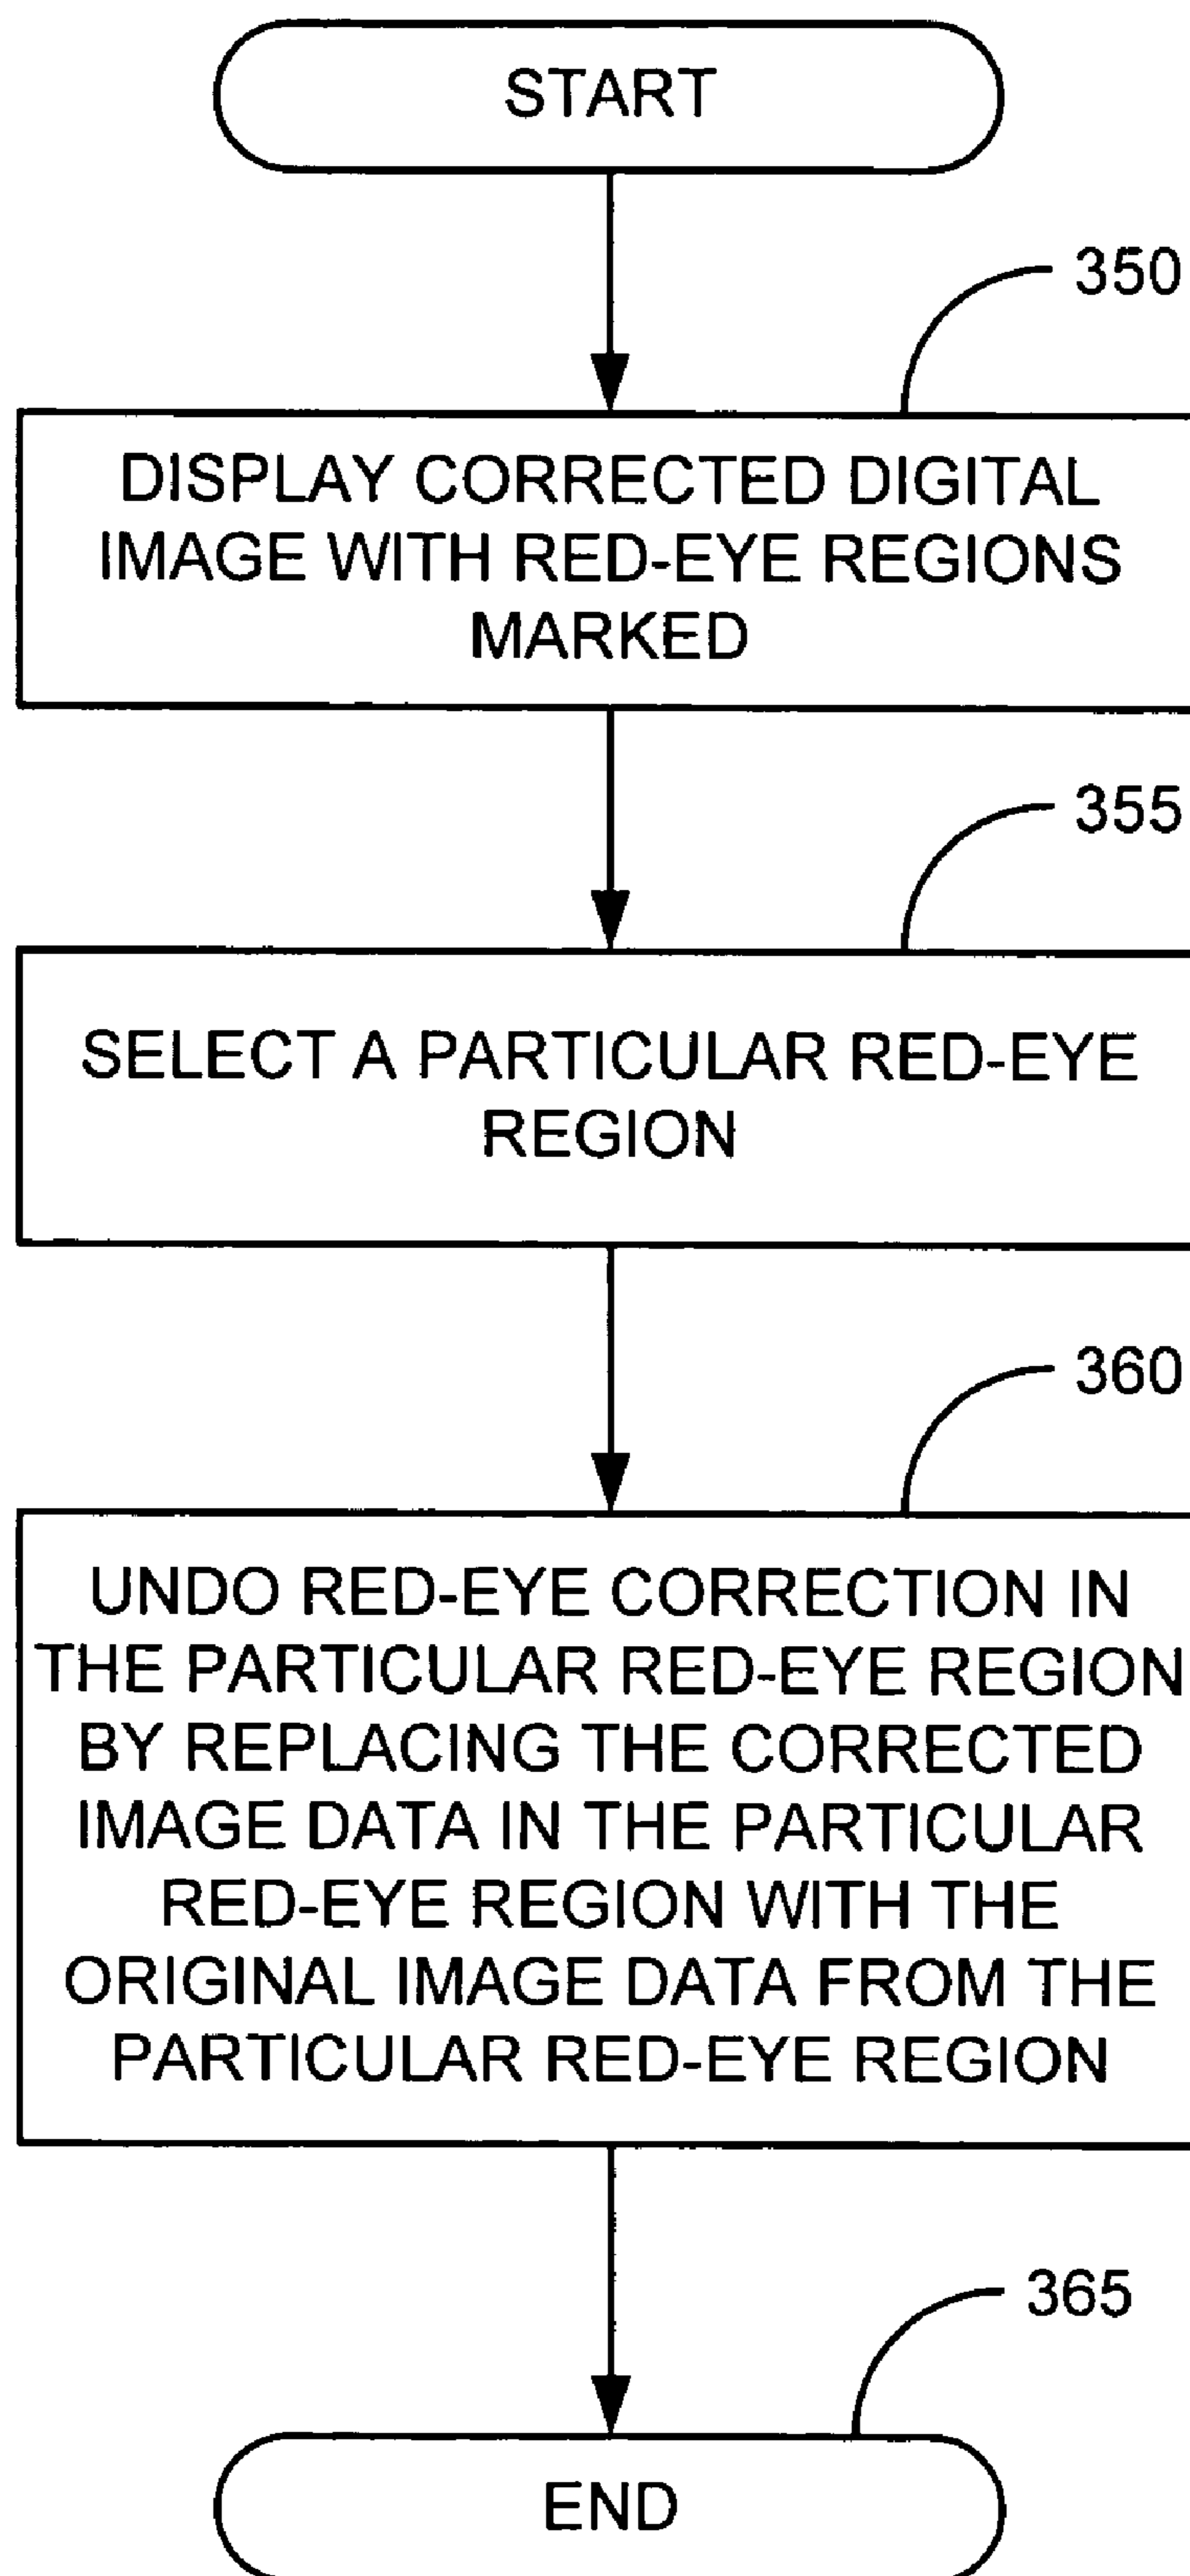 START
350
DISPLAY CORRECTED DIGITAL
IMAGE WITH RED-EYE REGIONS
MARKED
355
SELECT A PARTICULAR RED-EYE
REGION
360
UNDO RED-EYE CORRECTION IN
THE PARTICULAR RED-EYE REGION
BY REPLACING THE CORRECTED
IMAGE DATA IN THE PARTICULAR
RED-EYE REGION WITH THE
ORIGINAL IMAGE DATA FROM THE
PARTICULAR RED-EYE REGION
365
END